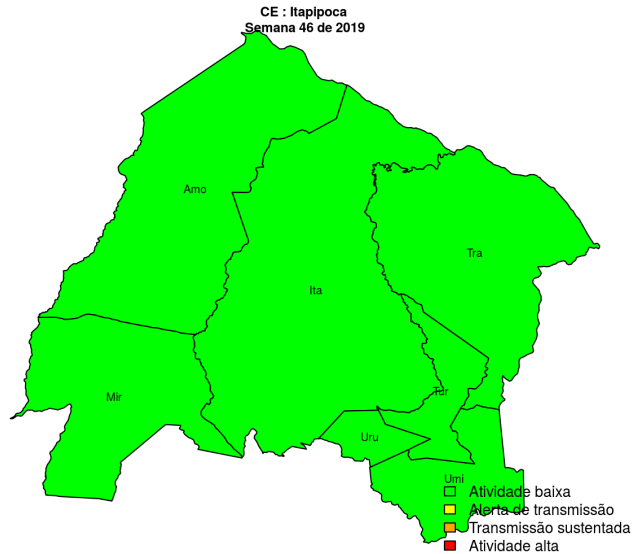 CE : Itapipoca
Semana 46 de 2019
Amo
Tra
Ita
Tur
Mir
Uru
Umi
Atividade baixa
Alerta de transmissão
Transmissão sustentada
Atividade alta